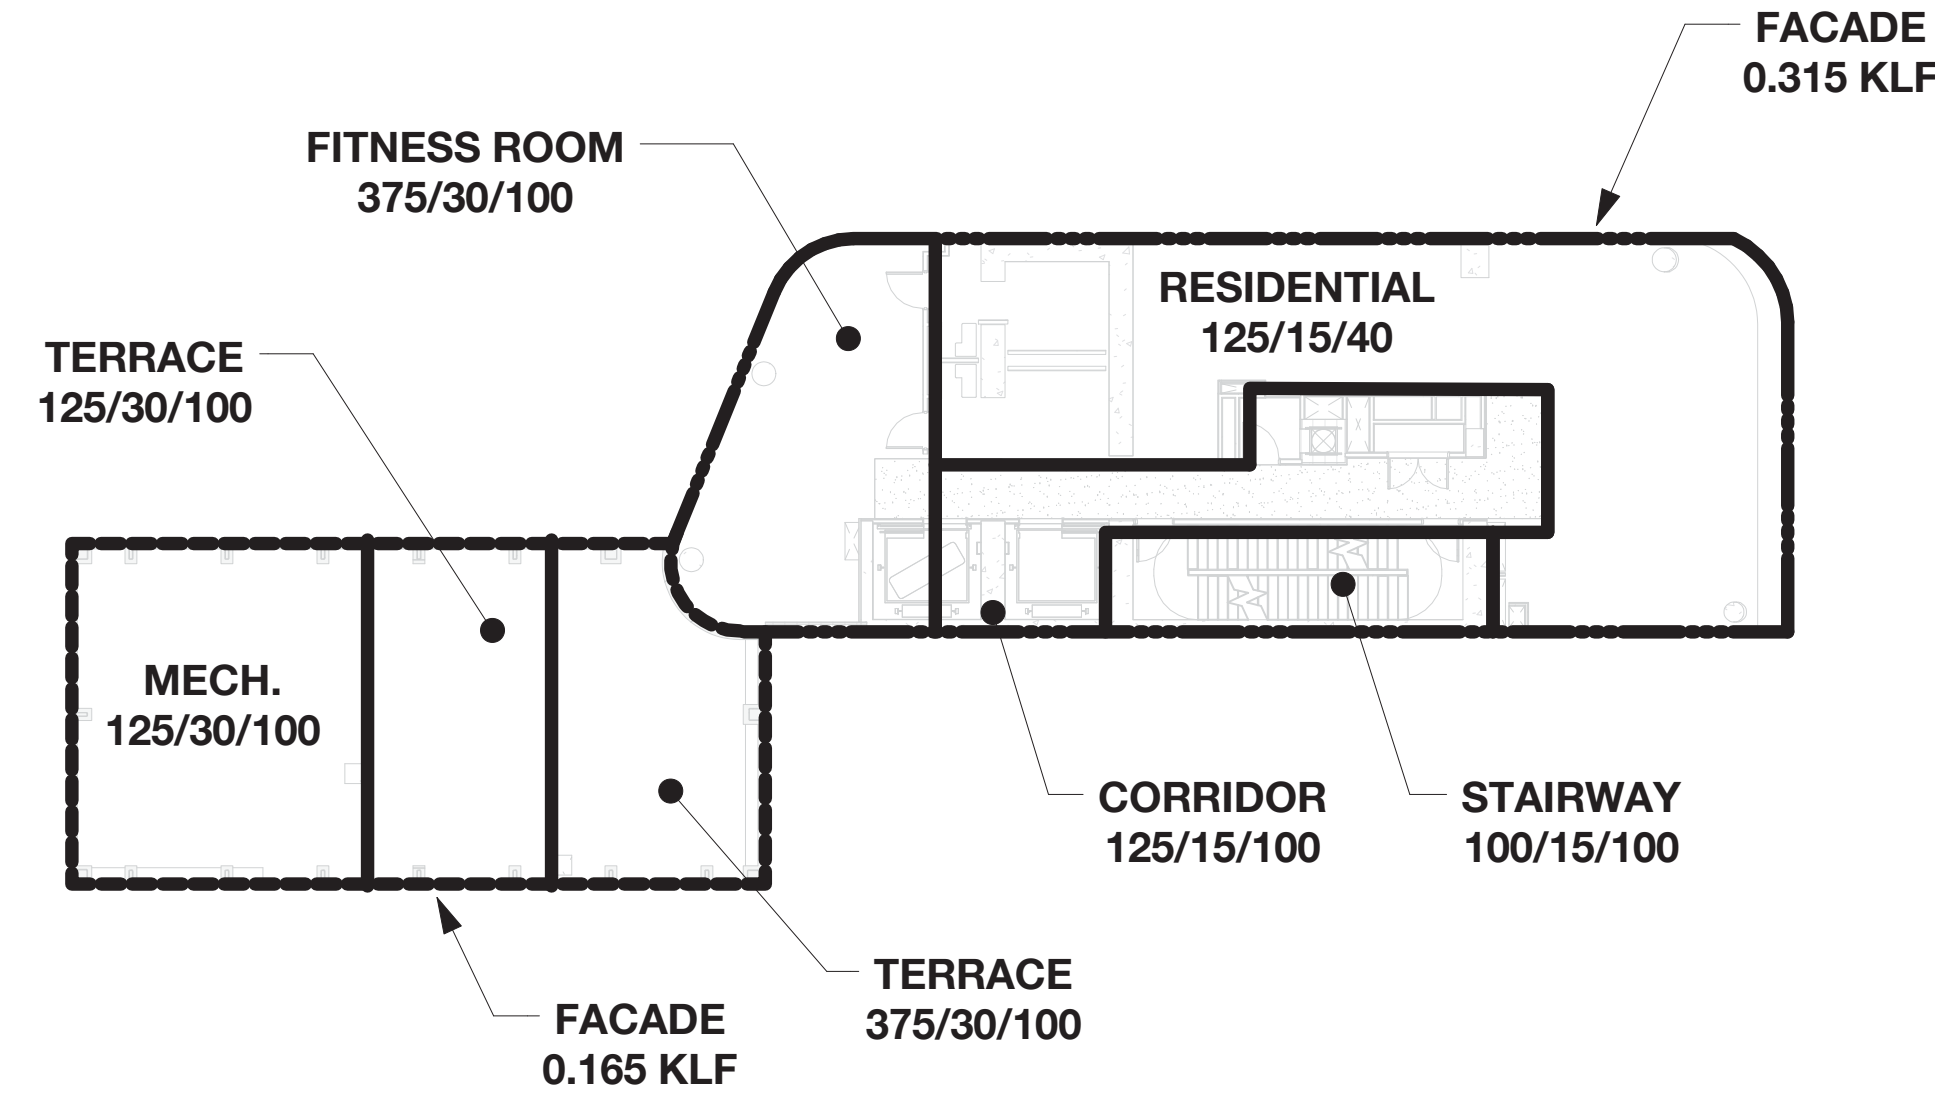 FACADE
0.315 KLF
FITNESS ROOM
375/30/100
RESIDENTIAL
125/15/40
TERRACE
125/30/100
MECH.
125/30/100
CORRIDOR
125/15/100
STAIRWAY
100/15/100
TERRACE
375/30/100
FACADE
0.165 KLF